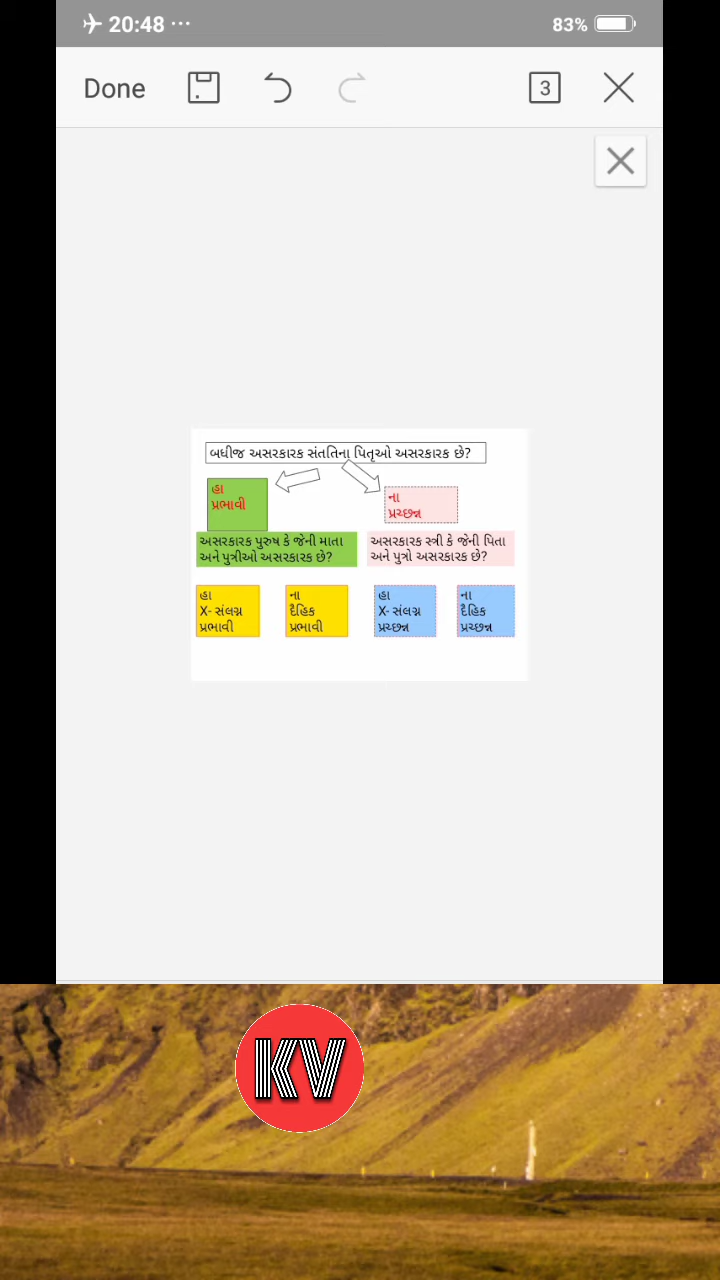 20:48 ...
83%
Done
3
બધીજ અસરકારક સંતતિના પિતૃઓ અસરકારક છે?
હા
પ્રભાવી
ના
પ્રચ્છન્ન
અસરકારક પુરુષ કે જેની માતા
અને પુત્રીઓ અસરકારક છે?
અસરકારક સ્ત્રી કે જેની પિતા
અને પુત્રો અસરકારક છે?
હા
X- સંલગ્ન
પ્રભાવી
ના
દૈહિક
પ્રભાવી
હા
X- સંલગ્ન
પ્રચ્છન્ન
ના
દૈહિક
પ્રચ્છન્ન
KV